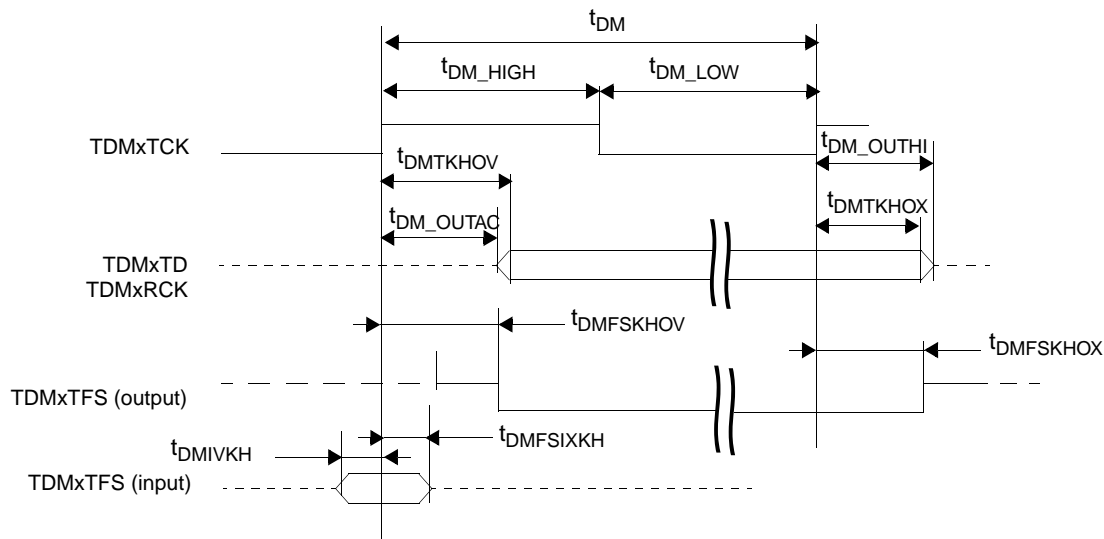 tDM
tDM_HIGH
tDM_LOW
TDMxTCK
tDM_OUTHI
tDMTKHOV
tDMTKHOX
tDM_OUTAC
TDMxTD
TDMxRCK
tDMFSKHOV
tDMFSKHOX
TDMxTFS (output)
tDMFSIXKH
tDMIVKH
TDMxTFS (input)